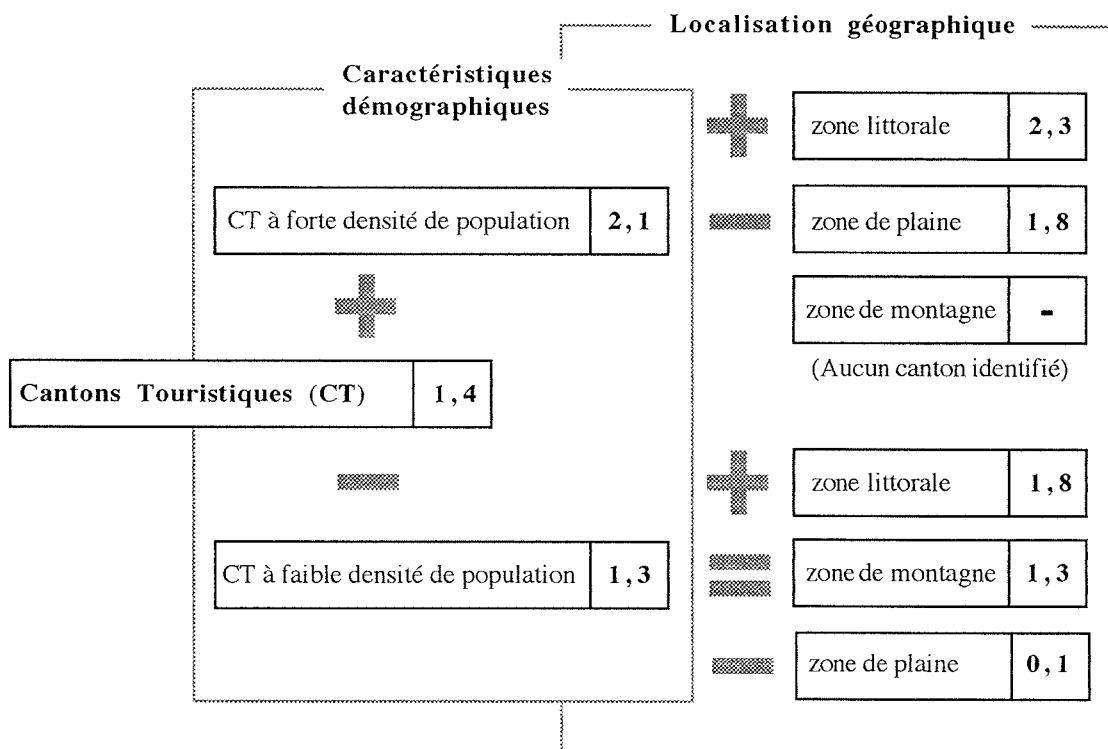 Localisation géographique
Caractéristiques
démographiques
zone littorale 2,3
CT à forte densité de population 2,1
zone de plaine 1,8
zone de montagne -
(Aucun canton identifié)
Cantons Touristiques (CT) 1,4
zone littorale 1,8
CT à faible densité de population 1,3
zone de montagne 1,3
zone de plaine 0,1